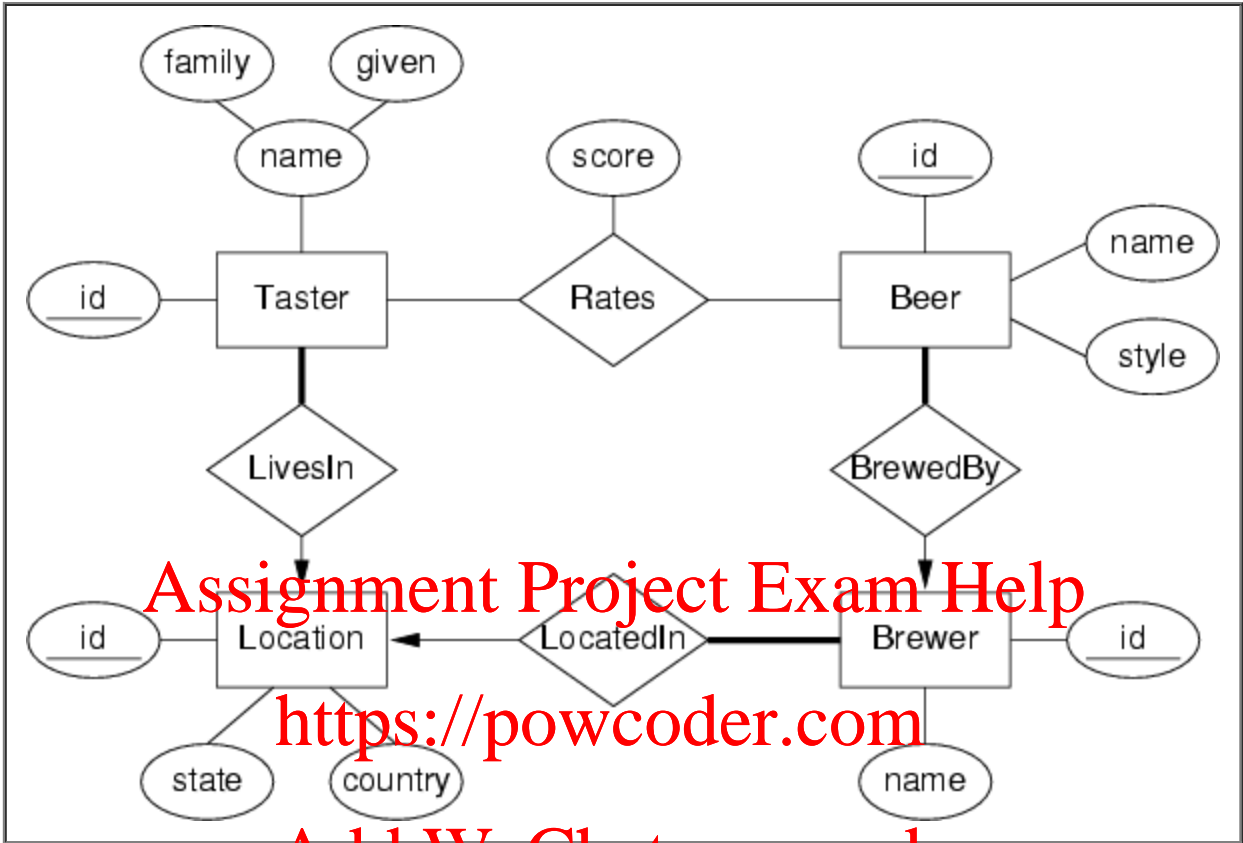 family given
name score id
name
id Taster Rates Beer
style
LivesIn BrewedBy
Assignment Project Exam Help
id Location LocatedIn Brewer id
https://powcoder.com
state country name